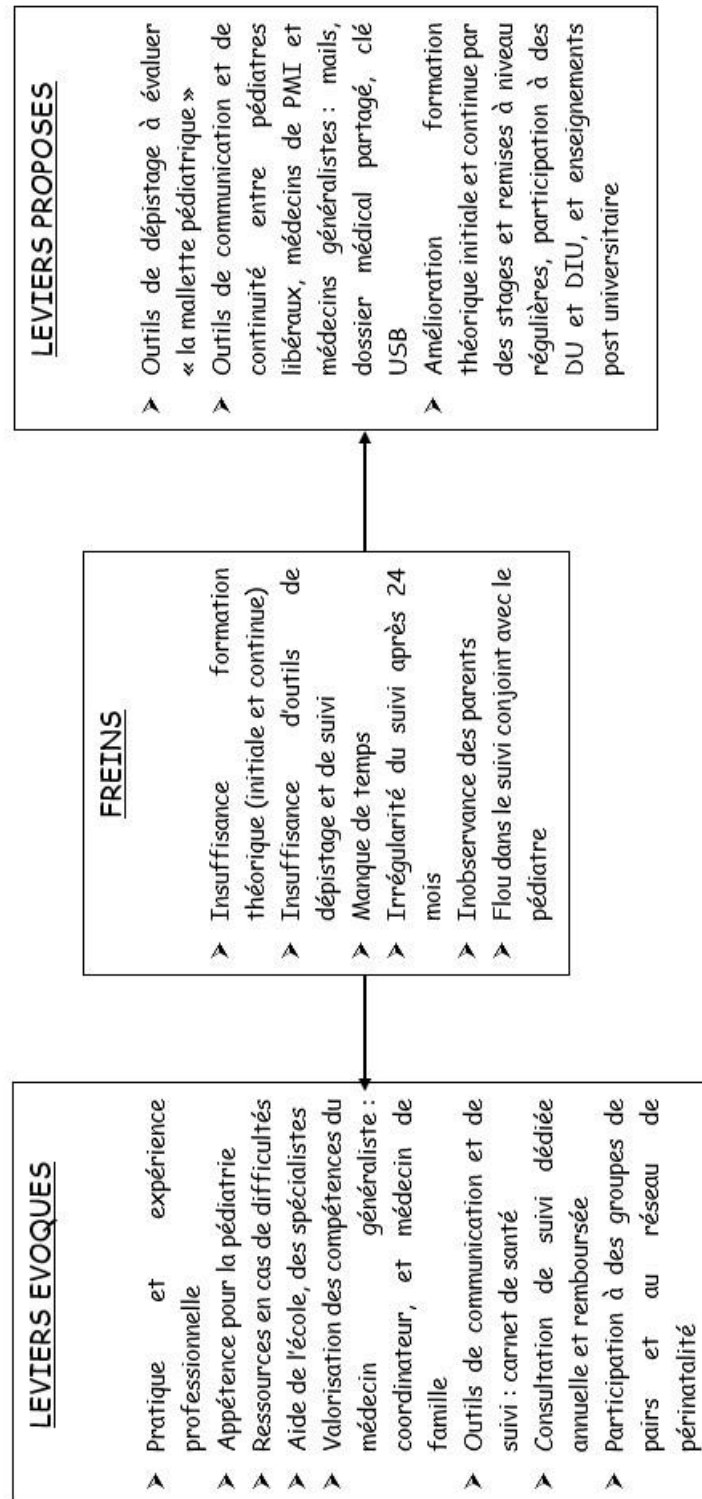 LEVIERS EVOQUES
➢ Pratique et expérience
professionnelle
➢ Appétence pour la pédiatrie
➢ Ressources en cas de difficultés
➢ Aide de l'école, des spécialistes
➢ Valorisation des compétences du
médecin généraliste :
coordinateur, et médecin de
famille
➢ Outils de communication et de
suivi : carnet de santé
➢ Consultation de suivi dédiée
annuelle et remboursée
➢ Participation à des groupes de
pairs et au réseau de
périnatalité
FREINS
➢ Insuffisance formation
théorique (initiale et continue)
➢ Insuffisance d'outils de
dépistage et de suivi
➢ Manque de temps
➢ Irrégularité du suivi après 24
mois
➢ Inobservance des parents
➢ Flou dans le suivi conjoint avec le
pédiatre
LEVIERS PROPOSES
➢ Outils de dépistage à évaluer
« la mallette pédiatrique »
➢ Outils de communication et de
continuité entre pédiatres
libéraux, médecins de PMI et
médecins généralistes : mails,
dossier médical partagé, clé
USB
➢ Amélioration formation
théorique initiale et continue par
des stages et remises à niveau
régulières, participation à des
DU et DIU, et enseignements
post universitaire